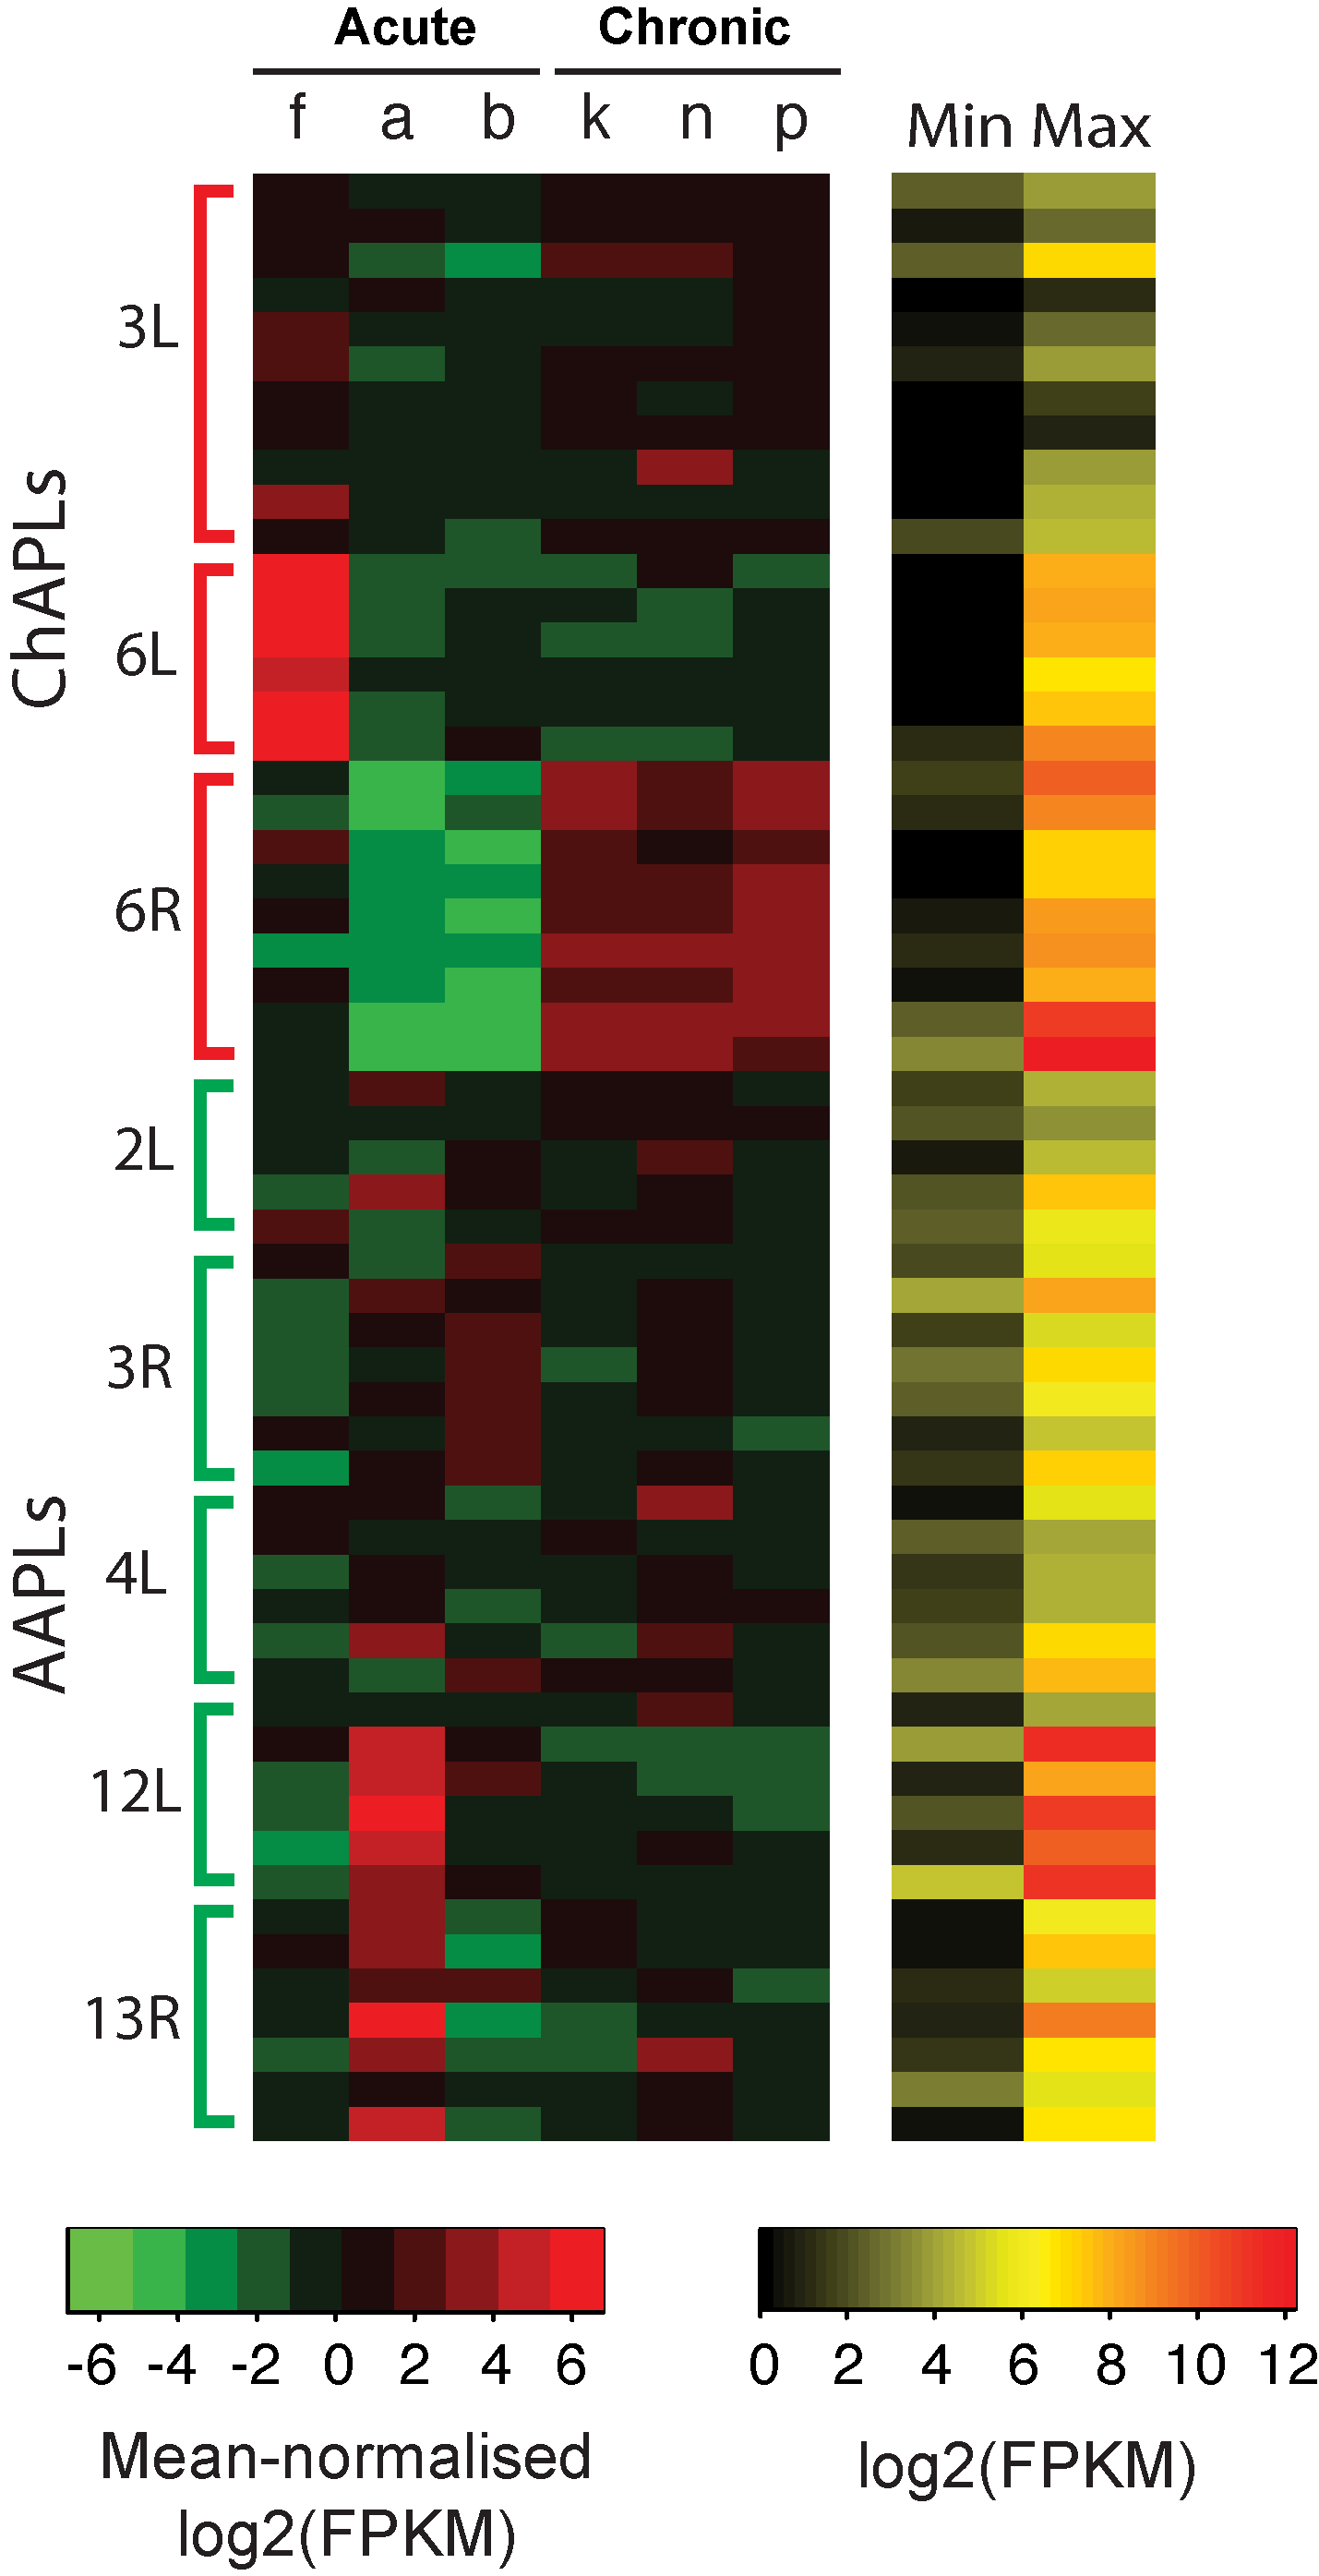 Acute Chronic
f a b k n p
Min Max
ChAPLs
3L
6L
6R
AAPLs
2L
3R
4L
12L
13R
-6 -4 -2 0 2 4 6
Mean-normalised
log2(FPKM)
0 2 4 6 8 10 12
log2(FPKM)